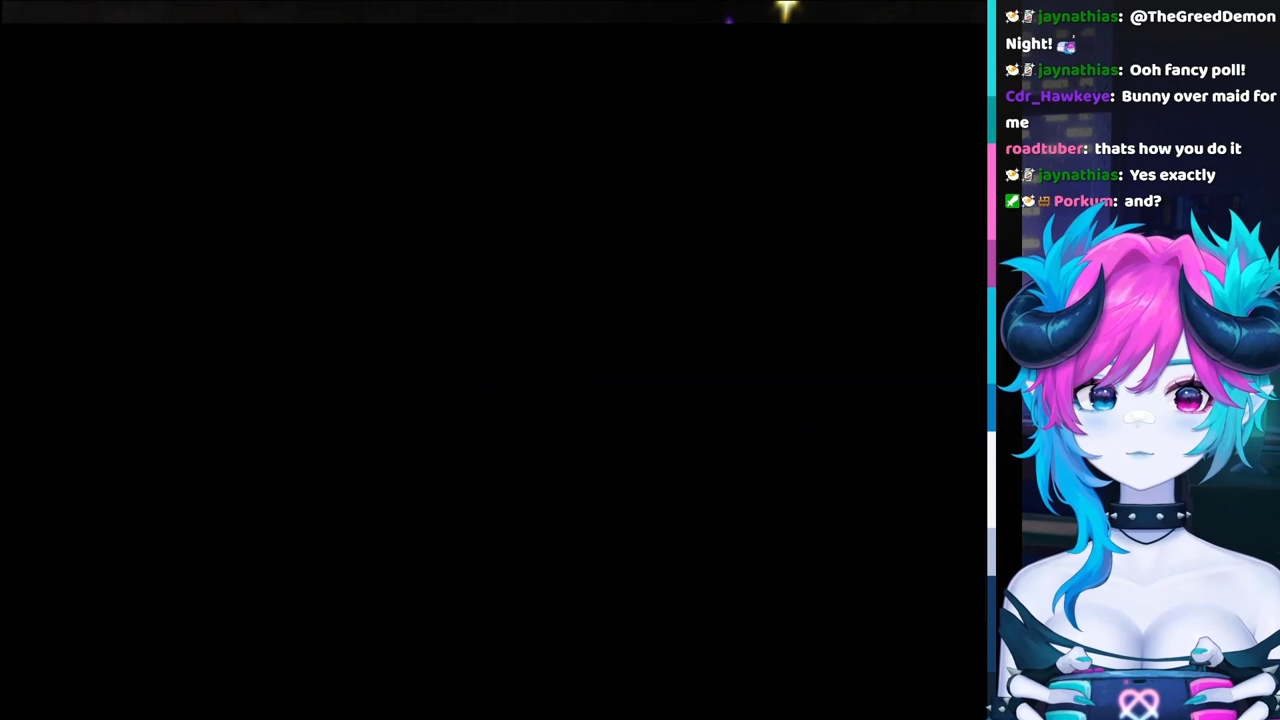 jaynathias: @TheGreedDemon
Night!
jaynathias: Ooh fancy poll!
Cdr_Hawkeye: Bunny over maid for
me
roadtuber: thats how you do it
jaynathias: Yes exactly
Porkum: and?